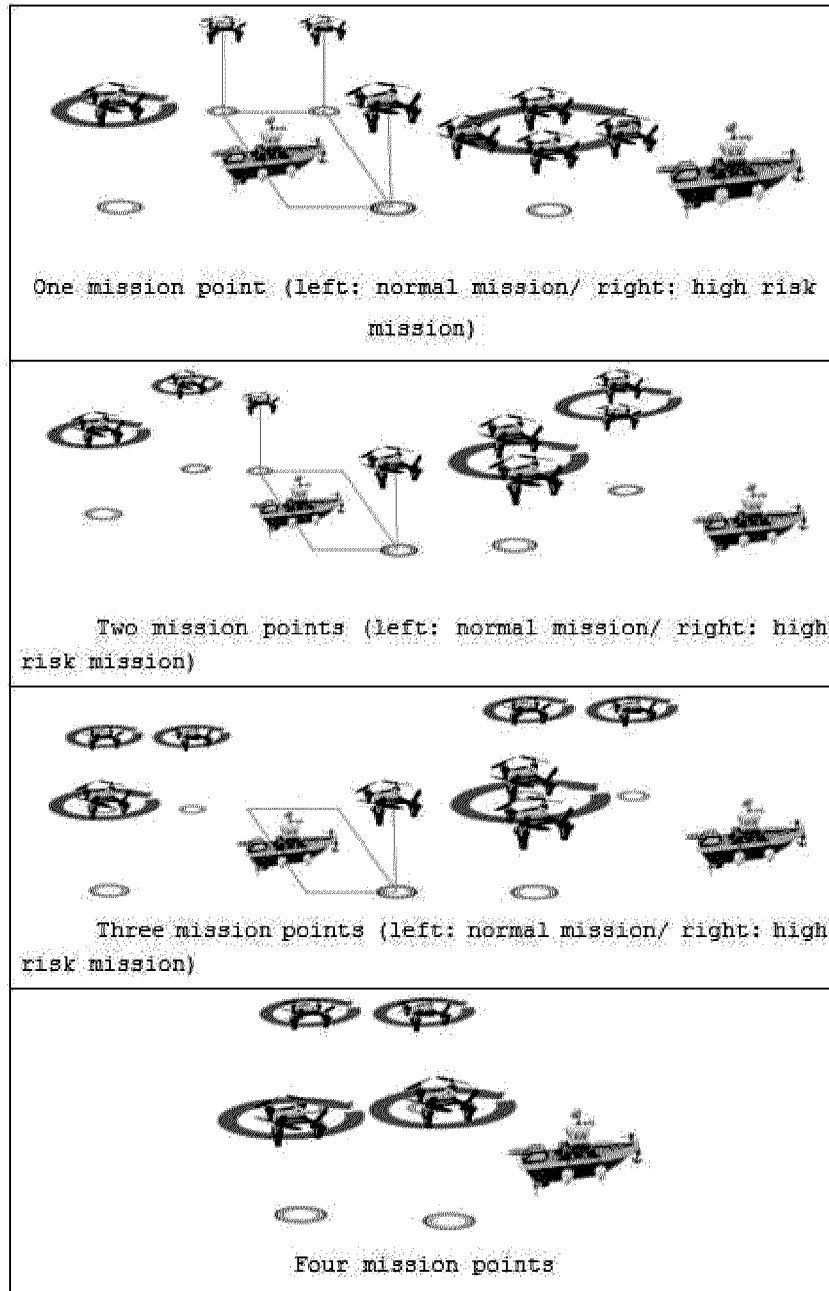 One mission point (left: normal mission/ right: high risk
mission)
Two mission points (left: normal mission/ right: high
risk mission)
Three mission points (left: normal mission/ right: high
risk mission)
Four mission points